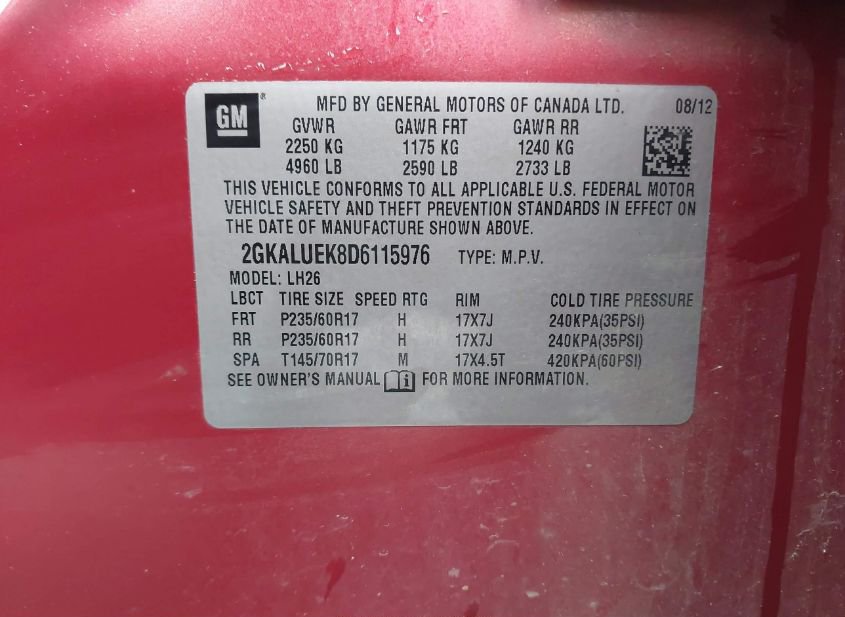 GM ® MFD BY GENERAL MOTORS OF CANADA LTD. 08/12
GVWR GAWR FRT GAWR RR
2250 KG 1175 KG 1240 KG
4960 LB 2590 LB 2733 LB
THIS VEHICLE CONFORMS TO ALL APPLICABLE U.S. FEDERAL MOTOR
VEHICLE SAFETY AND THEFT PREVENTION STANDARDS IN EFFECT ON
THE DATE OF MANUFACTURE SHOWN ABOVE.
2GKALUEK8D6115976 TYPE: M.P.V.
MODEL: LH26
LBCT TIRE SIZE SPEED RTG RIM COLD TIRE PRESSURE
FRT P235/60R17 H 17X7J 240KPA(35PSI)
RR P235/60R17 H 17X7J 240KPA(35PSI)
SPA T145/70R17 M 17X4.5T 420KPA(60PSI)
SEE OWNER'S MANUAL FOR MORE INFORMATION.